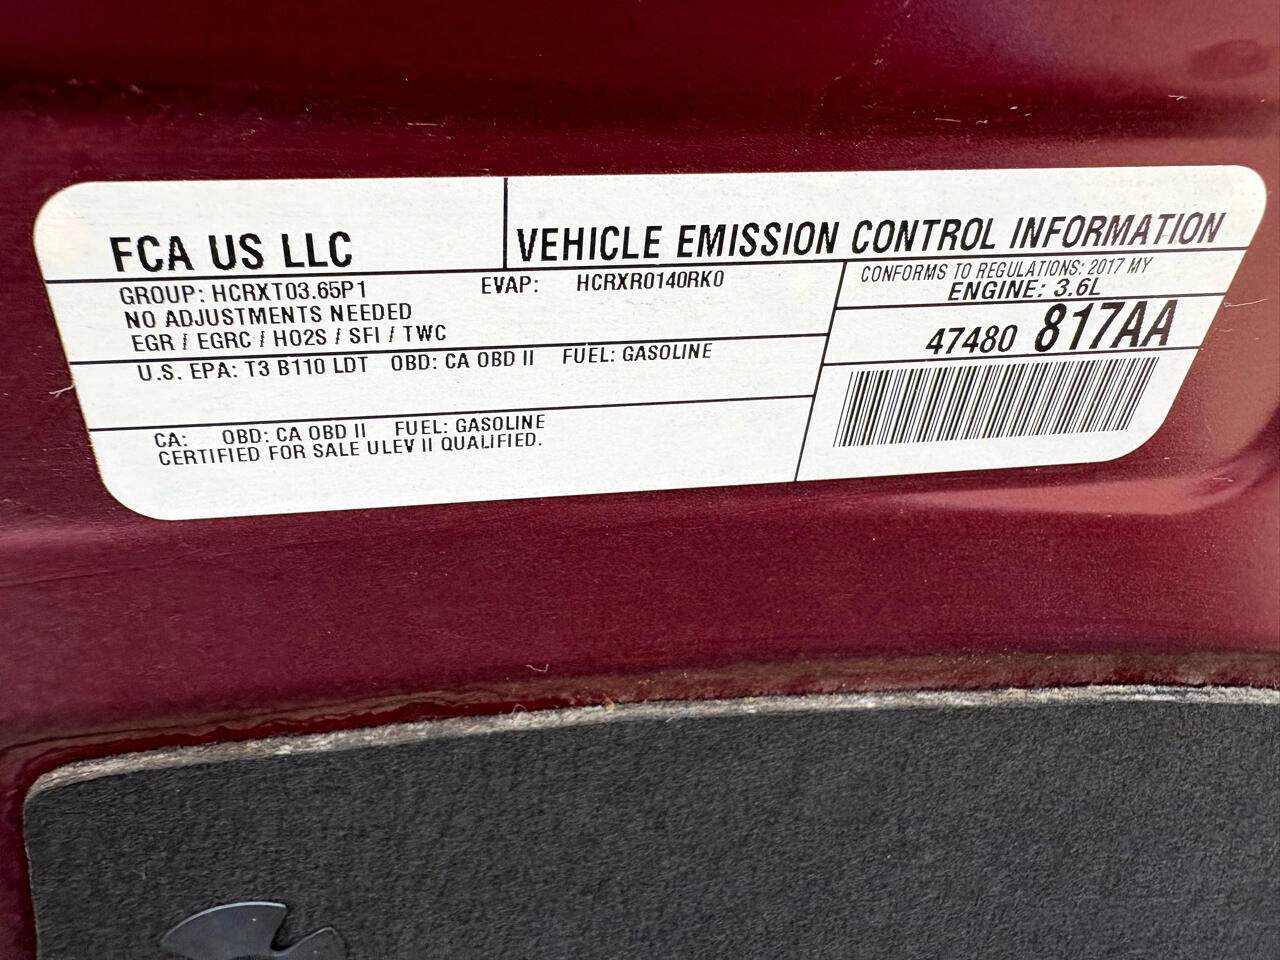 FCA US LLC
VEHICLE EMISSION CONTROL INFORMATION
GROUP: HCRXT03.65P1 EVAP: HCRXR0140RK0
NO ADJUSTMENTS NEEDED
EGR / EGRC / HO2S / SFI / TWC
CONFORMS TO REGULATIONS: 2017 MY
ENGINE: 3.6L
47480 817AA
U.S. EPA: T3 B110 LDT OBD: CA OBD II FUEL: GASOLINE
CA: OBD: CA OBD II FUEL: GASOLINE
CERTIFIED FOR SALE ULEV II QUALIFIED.